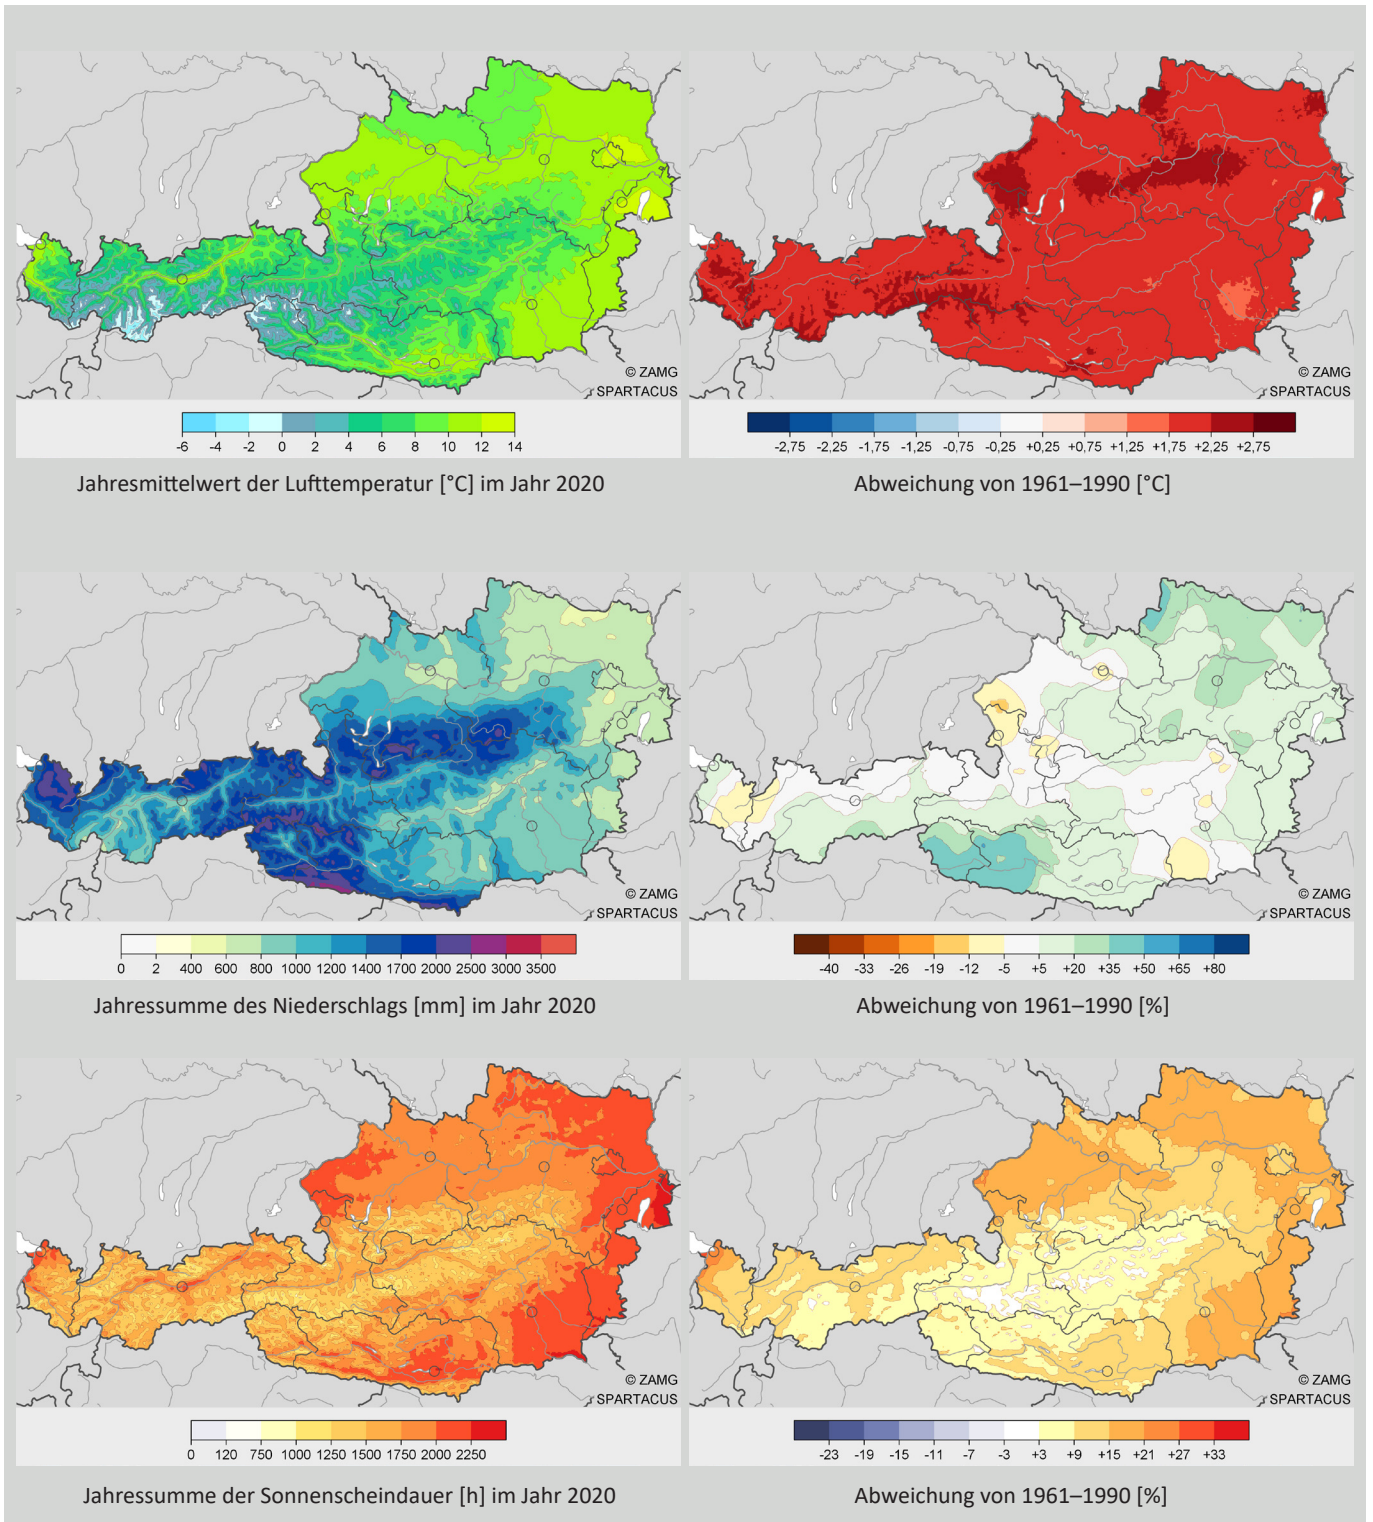 © ZAMG
SPARTACUS
-6 -4 -2 0 2 4 6 8 10 12 14
Jahresmittelwert der Lufttemperatur [°C] im Jahr 2020
© ZAMG
SPARTACUS
-2,75 -2,25 -1,75 -1,25 -0,75 -0,25 +0,25 +0,75 +1,25 +1,75 +2,25 +2,75
Abweichung von 1961–1990 [°C]
© ZAMG
SPARTACUS
0 2 400 600 800 1000 1200 1400 1700 2000 2500 3000 3500
Jahressumme des Niederschlags [mm] im Jahr 2020
© ZAMG
SPARTACUS
-40 -33 -26 -19 -12 -5 +5 +20 +35 +50 +65 +80
Abweichung von 1961–1990 [%]
© ZAMG
SPARTACUS
0 120 750 1000 1250 1500 1750 2000 2250
Jahressumme der Sonnenscheindauer [h] im Jahr 2020
© ZAMG
SPARTACUS
-23 -19 -15 -11 -7 -3 +3 +9 +15 +21 +27 +33
Abweichung von 1961–1990 [%]